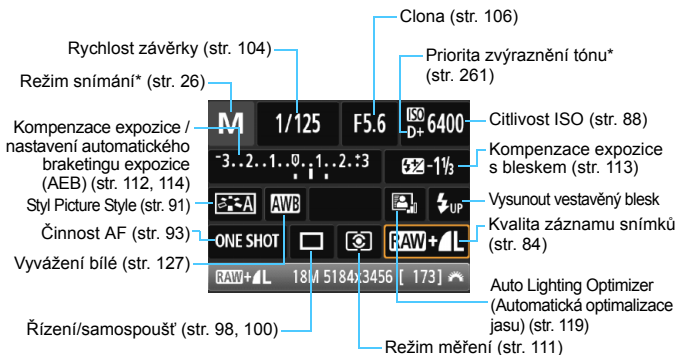 Clona (str. 106)
Rychlost závěrky (str. 104)
Priorita zvýraznění tónu*
(str. 261)
Režim snímání* (str. 26)
M 1/125 F5.6 ISO D+ 6400
Citlivost ISO (str. 88)
Kompenzace expozice /
nastavení automatického
braketingu expozice
(AEB) (str. 112, 114)
-3..2..1..0..1..2.:3
-1⅓
Kompenzace expozice
s bleskem (str. 113)
Styl Picture Style (str. 91)
A AWB UP
Vysunout vestavěný blesk
Činnost AF (str. 93)
ONE SHOT RAW+L
Kvalita záznamu snímků
(str. 84)
Vyvážení bílé (str. 127)
RAW+L 18M 5184x3456 [ 173]
Auto Lighting Optimizer
(Automatická optimalizace
jasu) (str. 119)
Řízení/samospoušť (str. 98, 100)
Režim měření (str. 111)